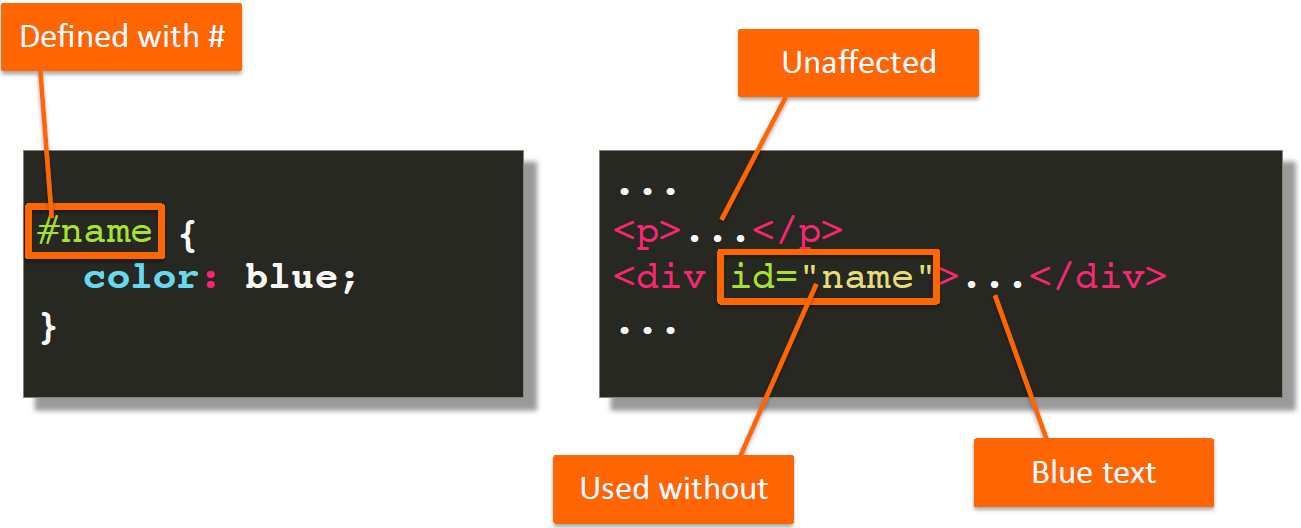 Defined with #
Unaffected
#name {
color: blue;
}
...
<p>...</p>
<div id="name">...</div>
...
Used without
Blue text